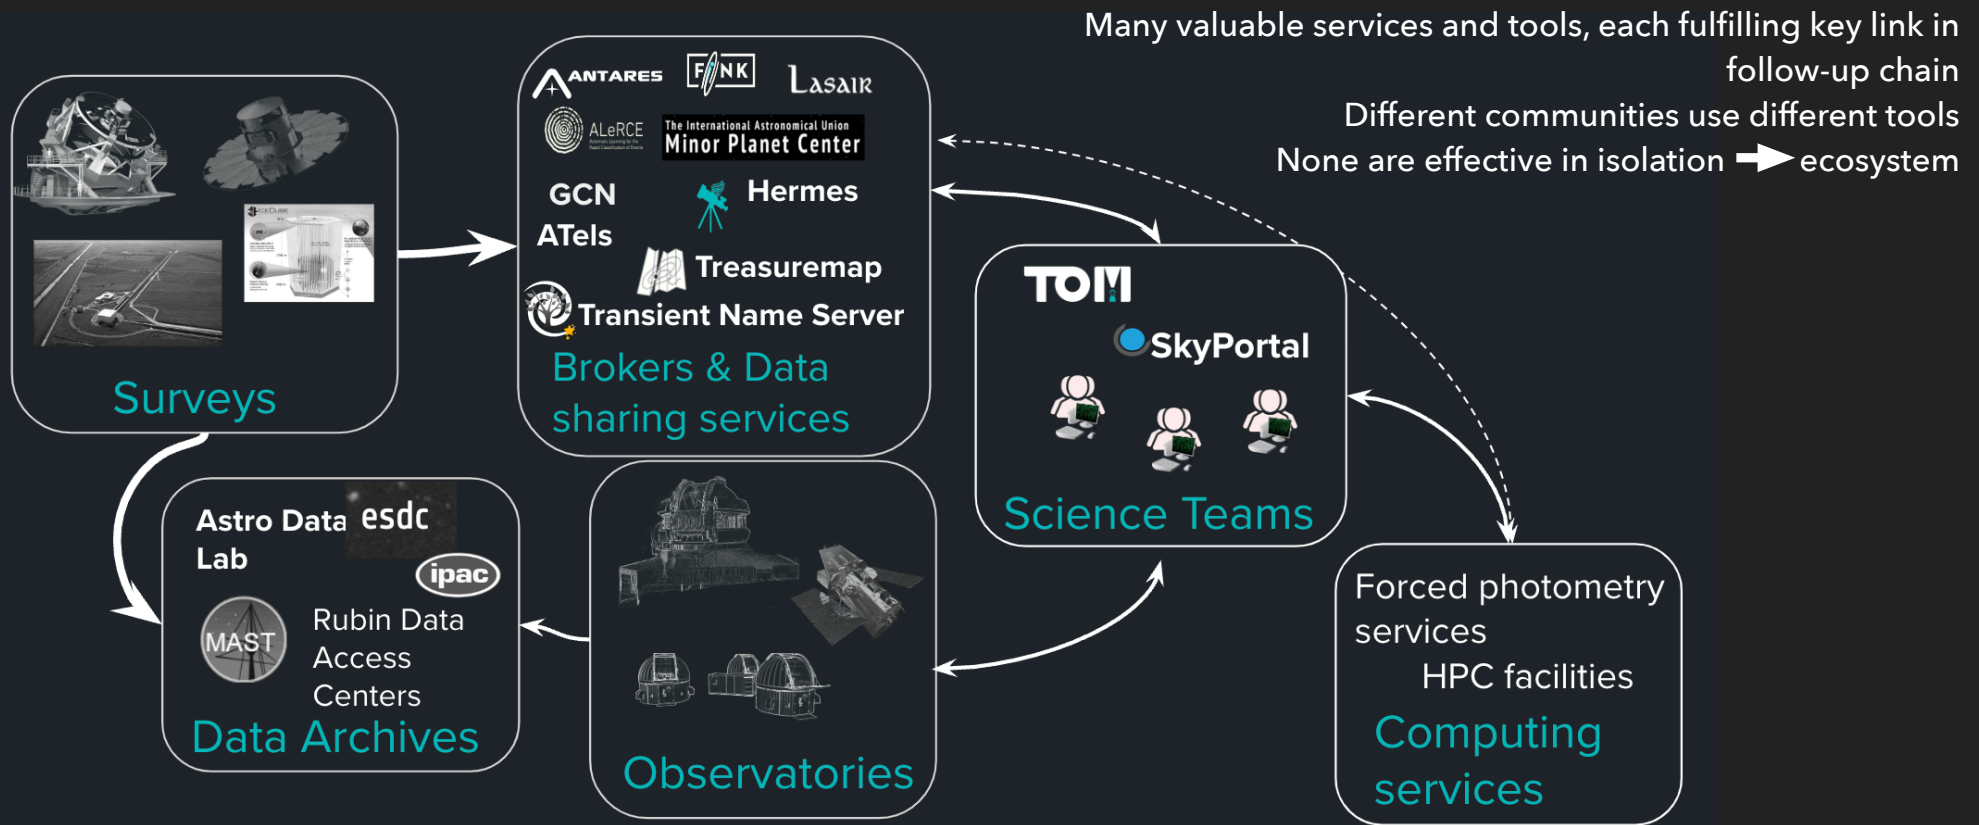 Many valuable services and tools, each fulfilling key link in
follow-up chain
Different communities use different tools
None are effective in isolation ecosystem
Surveys
ANTARES
FINK
LASAIR
ALeRCE
The International Astronomical Union
Minor Planet Center
GCN
Hermes
ATels
Treasuremap
Transient Name Server
Brokers & Data
sharing services
TOM
SkyPortal
Science Teams
Astro Data
Lab
esdc
ipac
MAST
Rubin Data
Access
Centers
Data Archives
Observatories
Forced photometry
services
HPC facilities
Computing
services